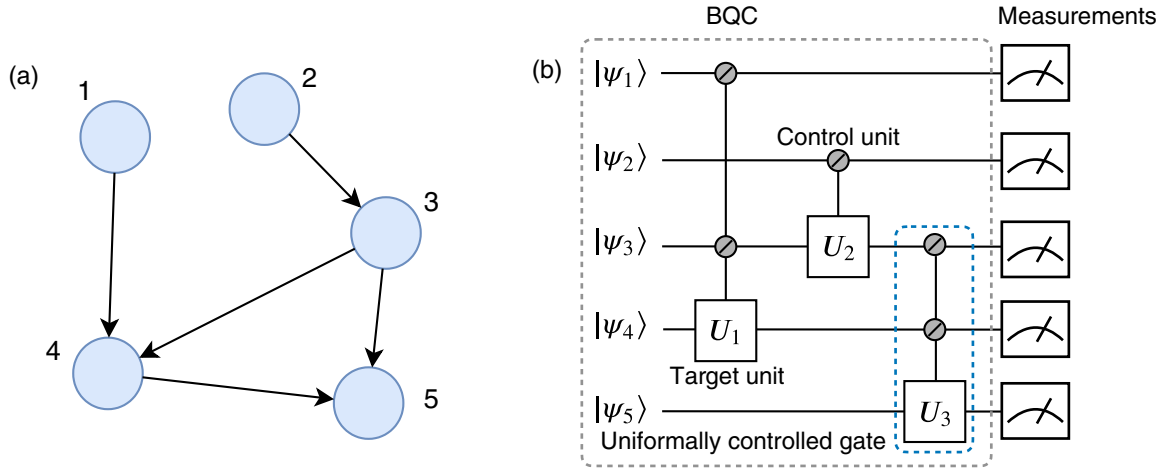 (a)
1
2
3
4
5
(b)
BQC
Measurements
|ψ₁⟩
|ψ₂⟩
Control unit
|ψ₃⟩
U₂
|ψ₄⟩
U₁
Target unit
|ψ₅⟩
U₃
Uniformally controlled gate